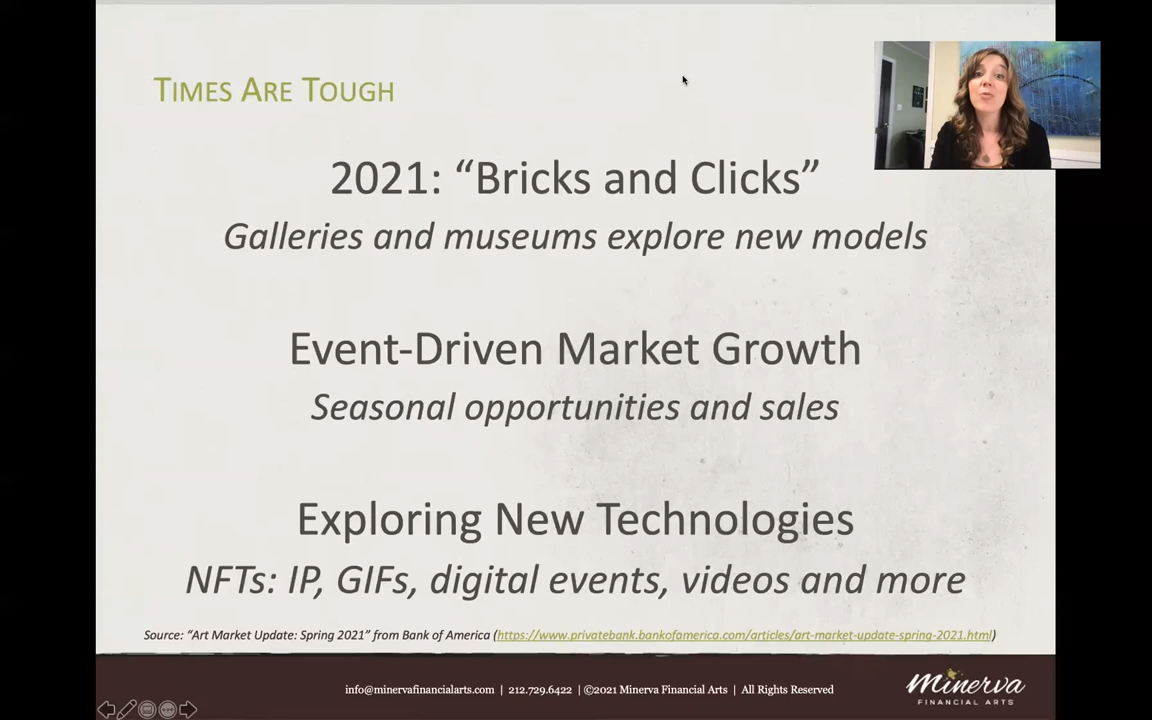 TIMES ARE TOUGH
2021: “Bricks and Clicks”
Galleries and museums explore new models
Event-Driven Market Growth
Seasonal opportunities and sales
Exploring New Technologies
NFTs: IP, GIFs, digital events, videos and more
Source: “Art Market Update: Spring 2021” from Bank of America (https://www.privatebank.bankofamerica.com/articles/art-market-update-spring-2021.html)
info@minervafinancialarts.com | 212.729.6422 | ©2021 Minerva Financial Arts | All Rights Reserved
Minerva
FINANCIAL ARTS